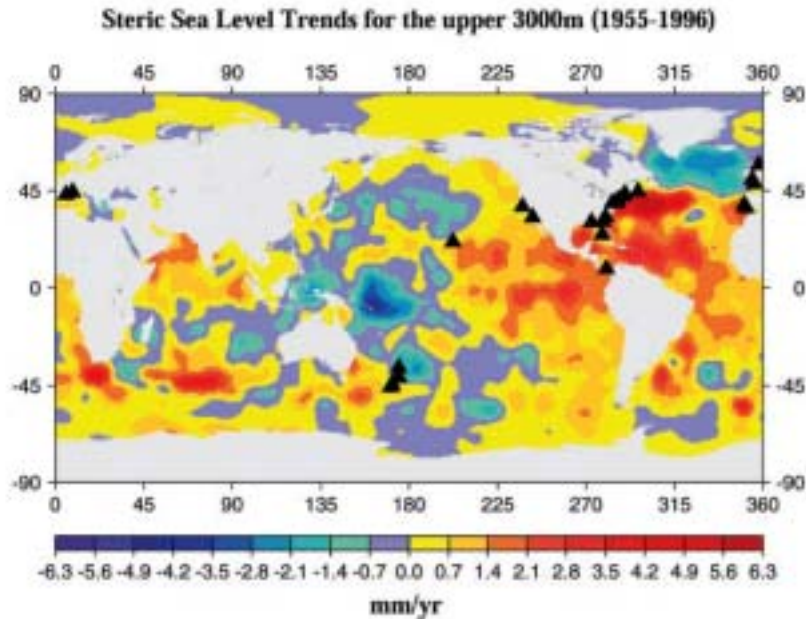 Steric Sea Level Trends for the upper 3000m (1955-1996)
0 45 90 135 180 225 270 315 360
90 90
45 45
0 0
-45 -45
-90 -90
0 45 90 135 180 225 270 315 360
-6.3 -5.6 -4.9 -4.2 -3.5 -2.8 -2.1 -1.4 -0.7 0.0 0.7 1.4 2.1 2.8 3.5 4.2 4.9 5.6 6.3
mm/yr